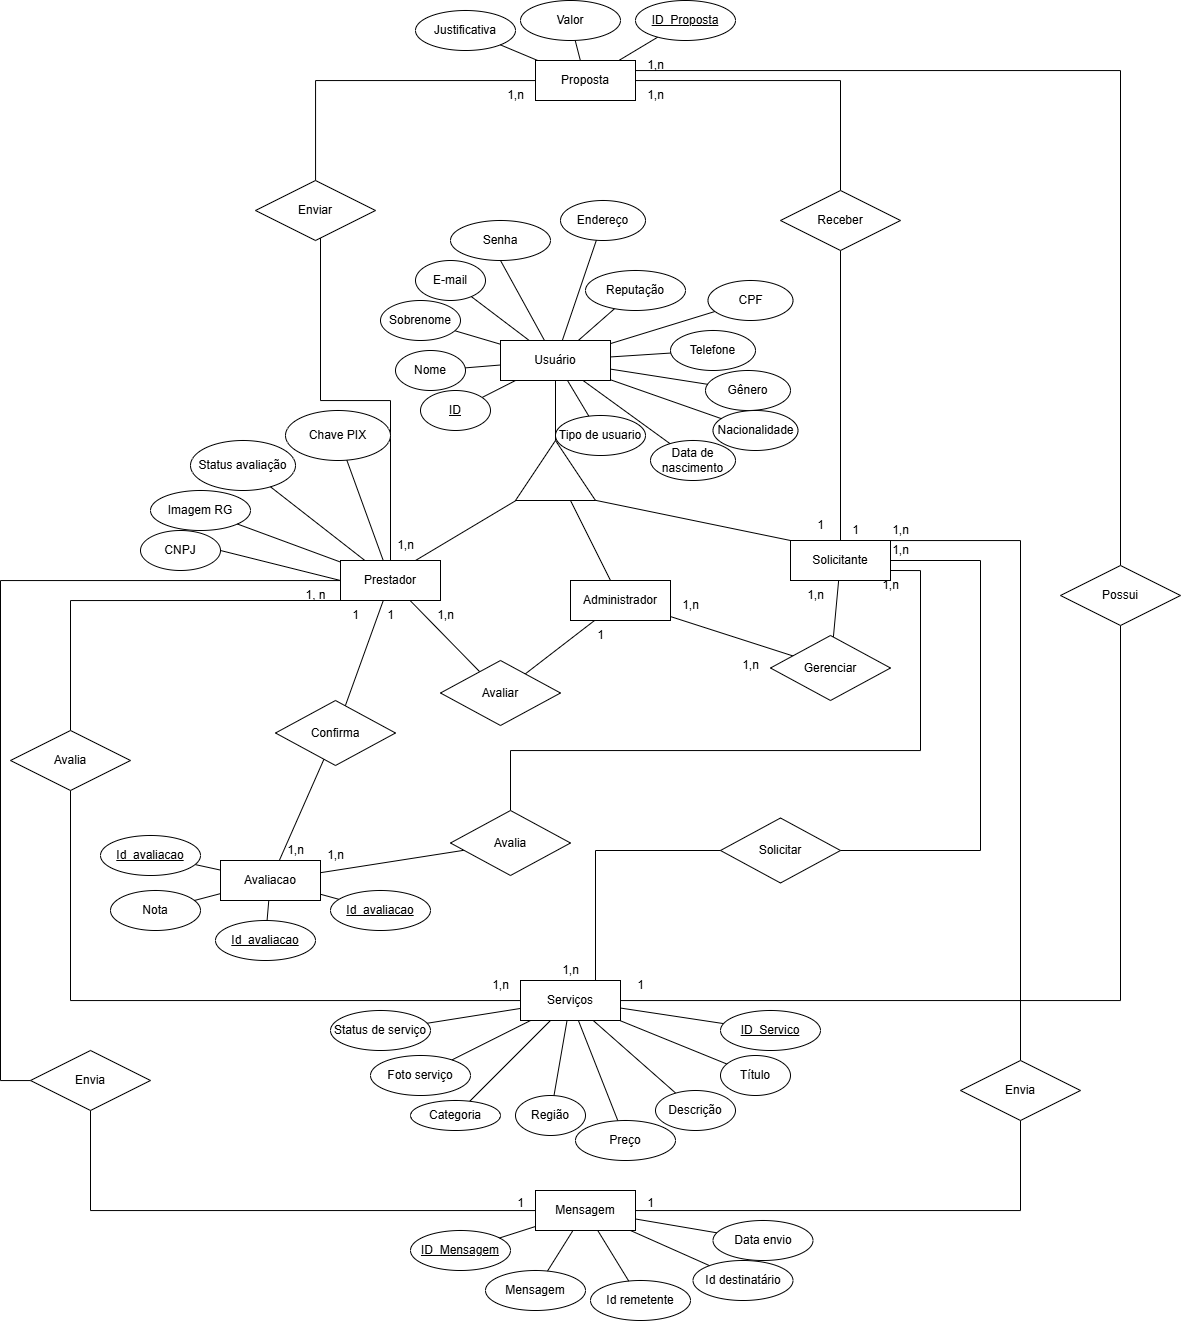 Valor
ID_Proposta
Justificativa
1,n
Proposta
1,n
1,n
Enviar
Receber
Endereço
Senha
E-mail
Reputação
CPF
Sobrenome
Telefone
Usuário
Nome
Gênero
ID
Nacionalidade
Tipo de usuario
Chave PIX
Data de
nascimento
Status avaliação
Imagem RG
1
1
1,n
CNPJ
1,n
1,n
Solicitante
Prestador
1,n
1, n
Administrador
1,n
1,n
Possui
1
1
1,n
1
1,n
Gerenciar
Avaliar
Confirma
Avalia
Avalia
Solicitar
1,n
1,n
Id_avaliacao
Avaliacao
Nota
Id_avaliacao
Id_avaliacao
1,n
1,n
1
Serviços
Status de serviço
ID_Servico
Foto serviço
Título
Envia
Envia
Categoria
Região
Descrição
Preço
1
1
Mensagem
ID_Mensagem
Data envio
Id destinatário
Mensagem
Id remetente